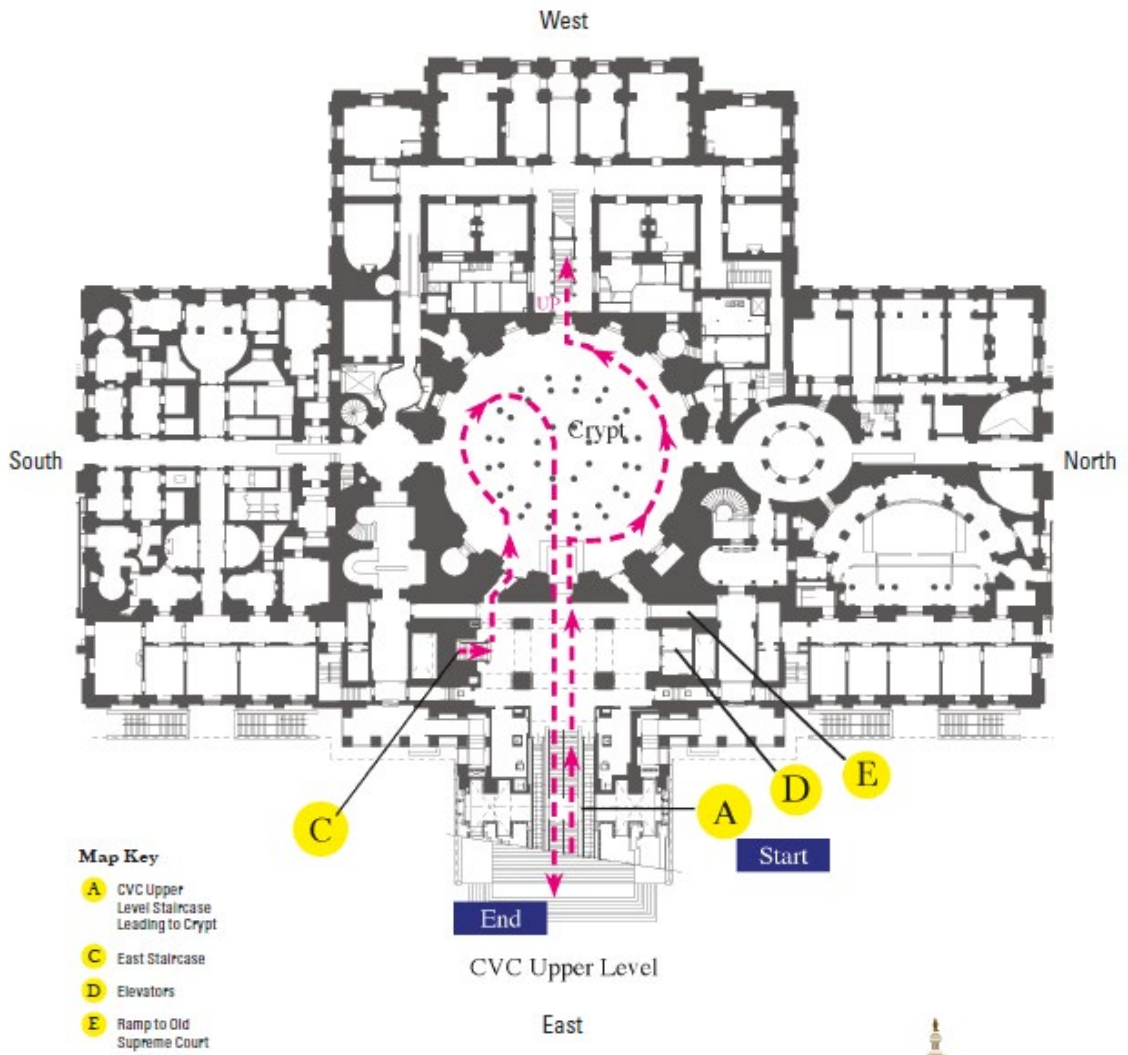 West
UP
Crypt
South
North
E
D
A
C
Start
Map Key
A CVC Upper
Level Staircase
Leading to Crypt
End
C East Staircase
CVC Upper Level
D Elevators
E Ramp to Old
Supreme Court
East